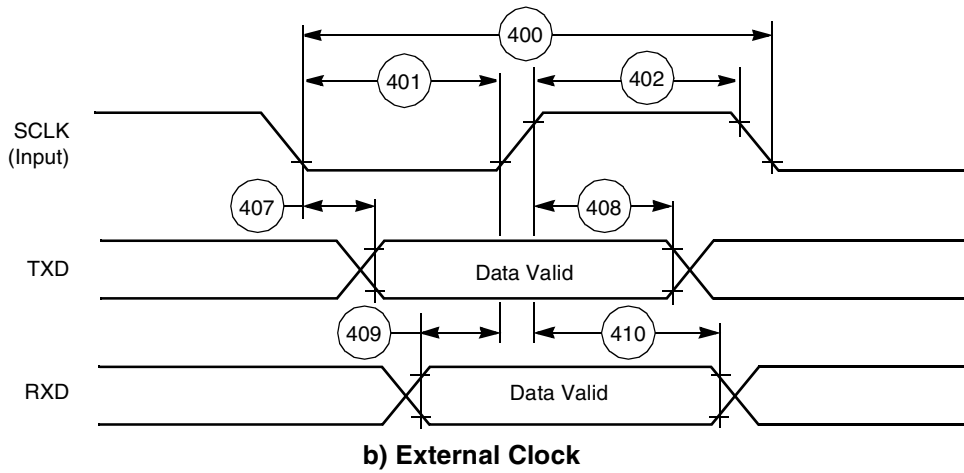 400
401
402
SCLK
(Input)
407
408
TXD
Data Valid
409
410
RXD
Data Valid
b) External Clock